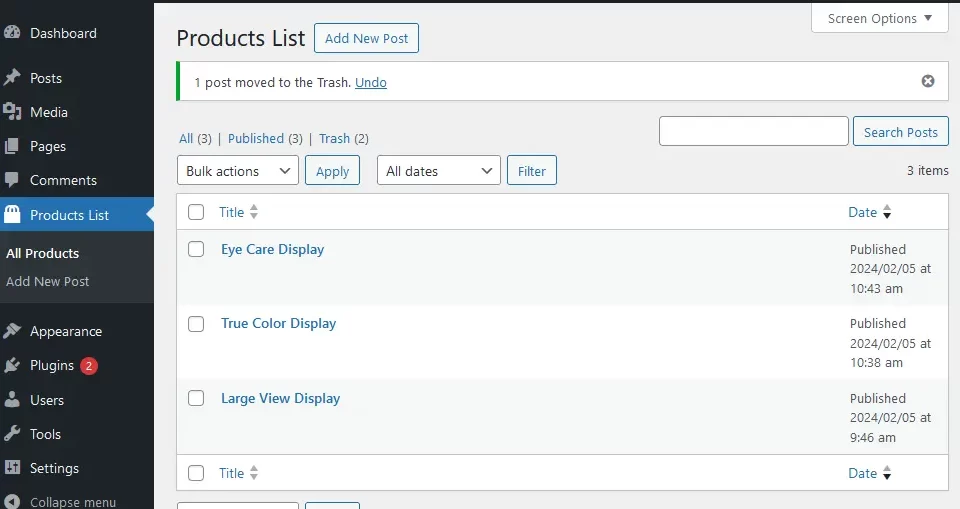 Dashboard
Posts
Media
Pages
Comments
Products List
All Products
Add New Post
Appearance
Plugins 2
Users
Tools
Settings
Collapse menu
Screen Options
Products List Add New Post
1 post moved to the Trash. Undo
All (3) | Published (3) | Trash (2)
Search Posts
Bulk actions Apply All dates Filter 3 items
Title Date
Eye Care Display
Published
2024/02/05 at
10:43 am
True Color Display
Published
2024/02/05 at
10:38 am
Large View Display
Published
2024/02/05 at
9:46 am
Title Date